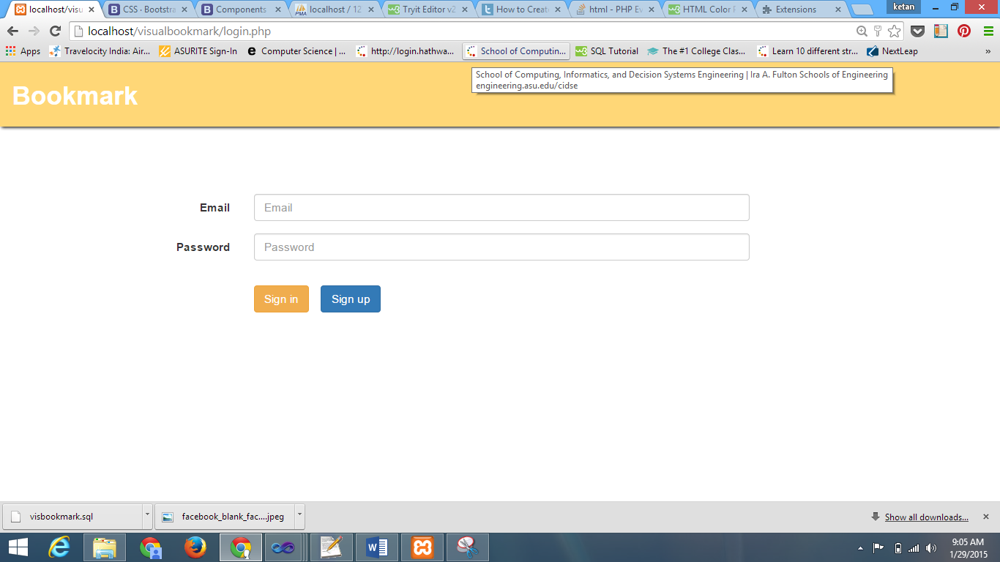 localhost/visu
CSS · Bootstra
Components
localhost / 12
Tryit Editor v2
How to Create
html - PHP Ev
HTML Color P
Extensions
ketan
localhost/visualbookmark/login.php
Apps
Travelocity India: Air...
ASURITE Sign-In
Computer Science | ...
http://login.hathwa...
School of Computin...
SQL Tutorial
The #1 College Clas...
Learn 10 different str...
NextLeap
»
School of Computing, Informatics, and Decision Systems Engineering | Ira A. Fulton Schools of Engineering
engineering.asu.edu/cidse
Bookmark
Email
Email
Password
Password
Sign in
Sign up
visbookmark.sql
facebook_blank_fac....jpeg
Show all downloads...
9:05 AM
1/29/2015